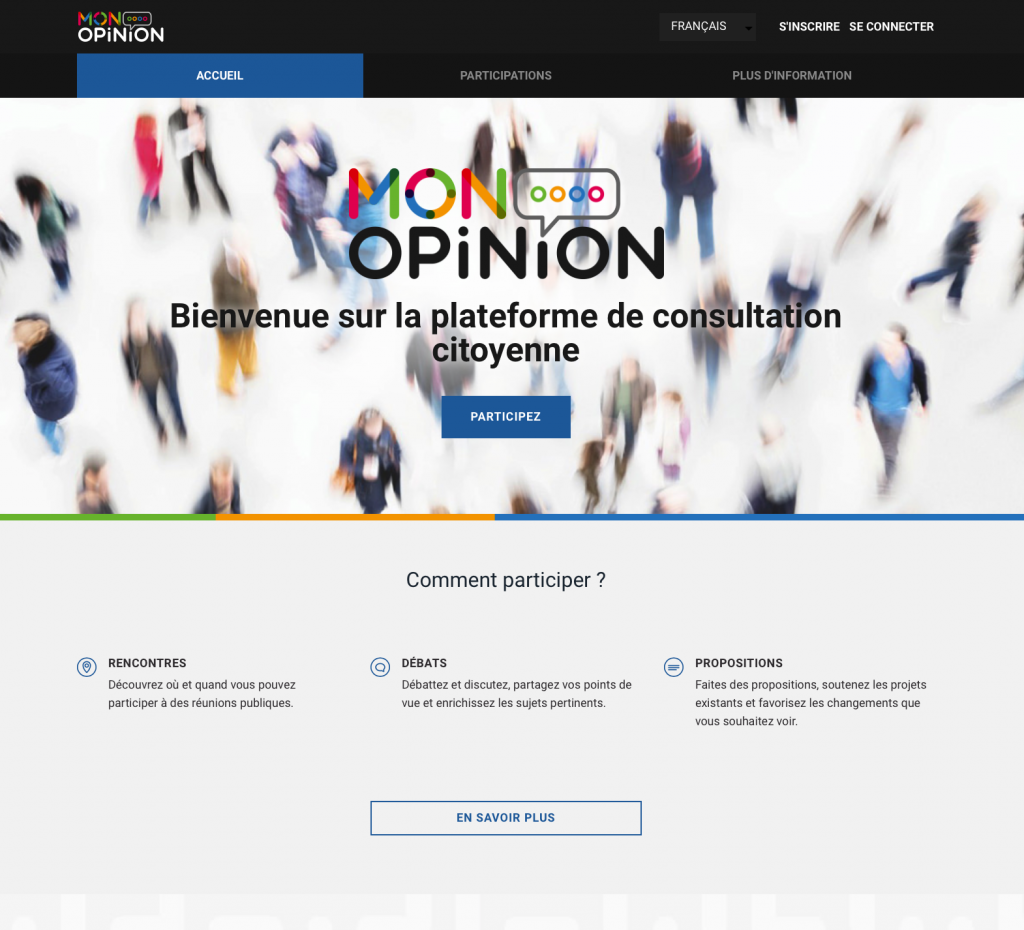 MON
OPiNiON
FRANÇAIS
S'INSCRIRE SE CONNECTER
ACCUEIL
PARTICIPATIONS
PLUS D'INFORMATION
MON
OPiNiON
Bienvenue sur la plateforme de consultation
citoyenne
PARTICIPEZ
Comment participer ?
RENCONTRES
Découvrez où et quand vous pouvez
participer à des réunions publiques.
DÉBATS
Débattez et discutez, partagez vos points de
vue et enrichissez les sujets pertinents.
PROPOSITIONS
Faites des propositions, soutenez les projets
existants et favorisez les changements que
vous souhaitez voir.
EN SAVOIR PLUS